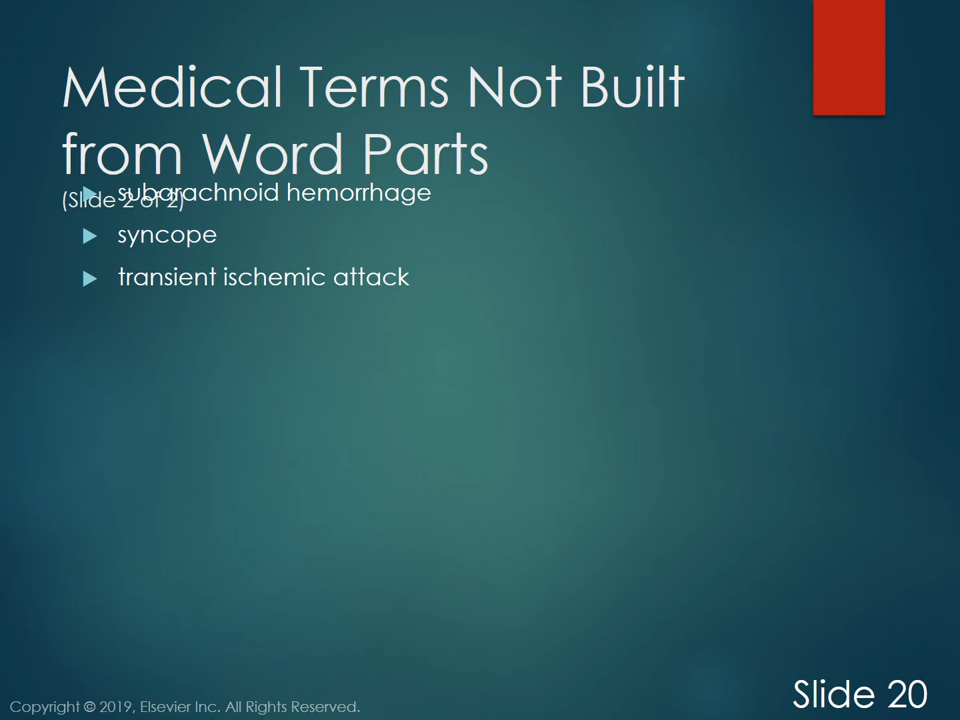 Medical Terms Not Built
from Word Parts
(Slide 2 of 2)
subarachnoid hemorrhage
syncope
transient ischemic attack
Copyright © 2019, Elsevier Inc. All Rights Reserved.
Slide 20